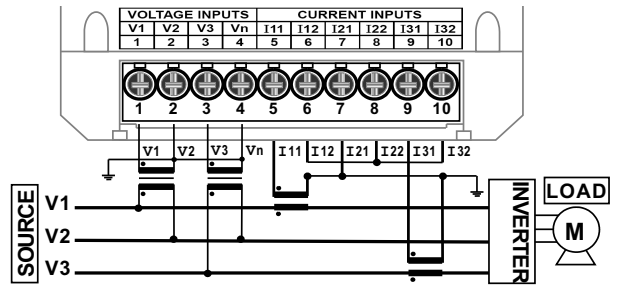 VOLTAGE INPUTS CURRENT INPUTS
V1 V2 V3 Vn I11 I12 I21 I22 I31 I32
1 2 3 4 5 6 7 8 9 10
1 2 3 4 5 6 7 8 9 10
V1 V2 V3 Vn I11 I12 I21 I22 I31 I32
SOURCE
V1
V2
V3
INVERTER
LOAD
M